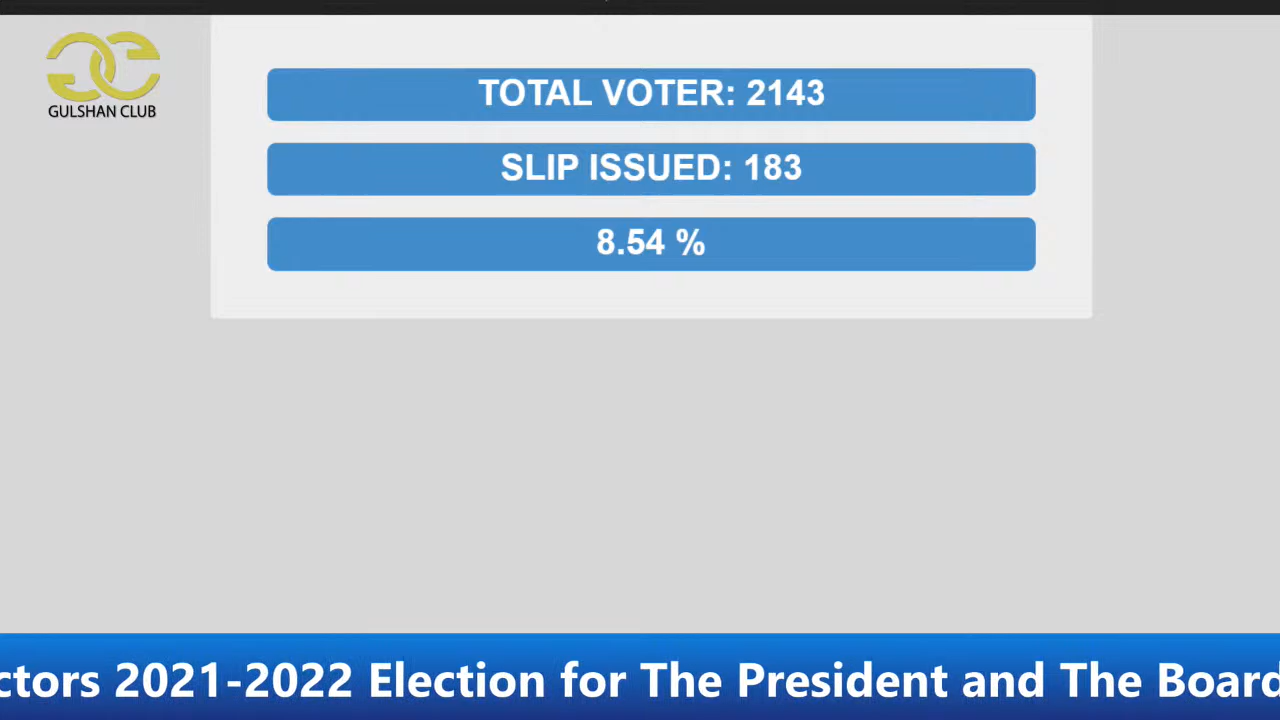 GULSHAN CLUB
TOTAL VOTER: 2143
SLIP ISSUED: 183
8.54 %
ctors 2021-2022 Election for The President and The Board